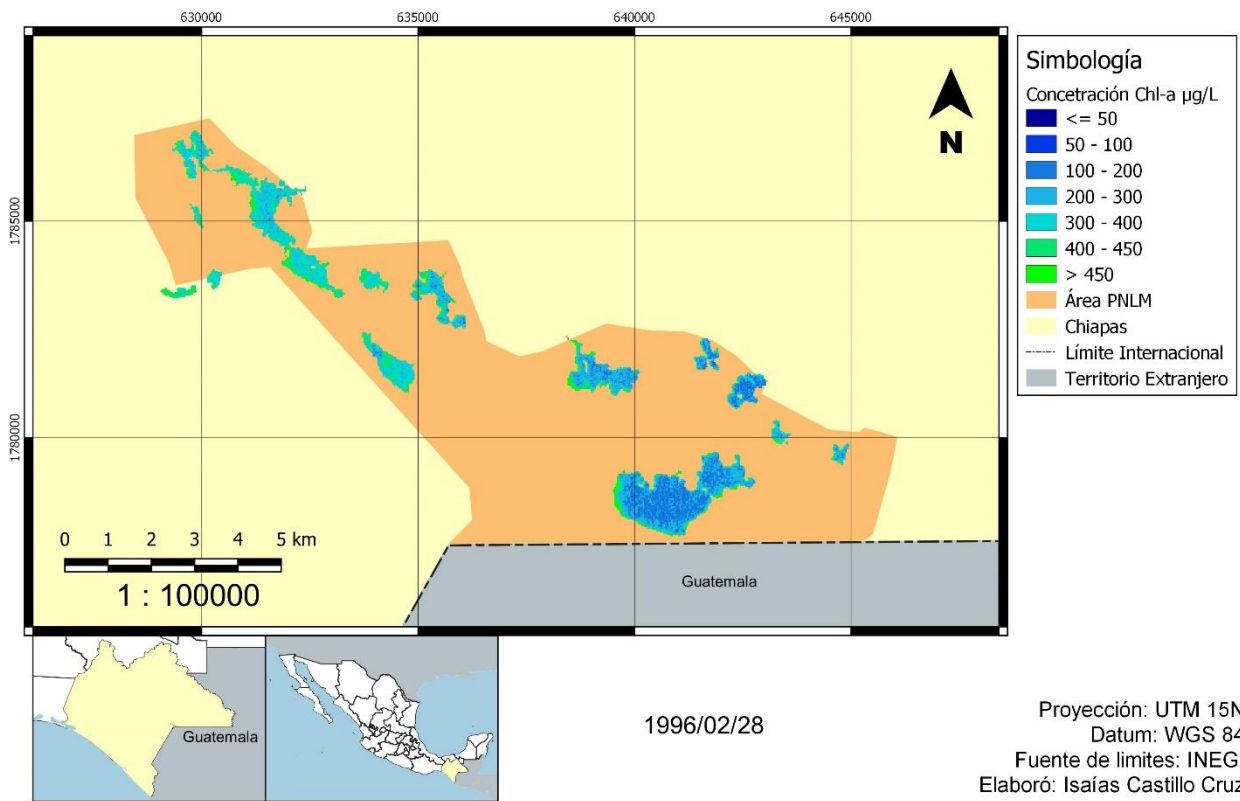 630000 635000 640000 645000
1785000
1780000
N
0 1 2 3 4 5 km
1 : 100000
Guatemala
Simbología
Concetración Chl-a µg/L
<= 50
50 - 100
100 - 200
200 - 300
300 - 400
400 - 450
> 450
Área PNLM
Chiapas
Límite Internacional
Territorio Extranjero
Guatemala
1996/02/28
Proyección: UTM 15N
Datum: WGS 84
Fuente de limites: INEG
Elaboró: Isaías Castillo Cruz